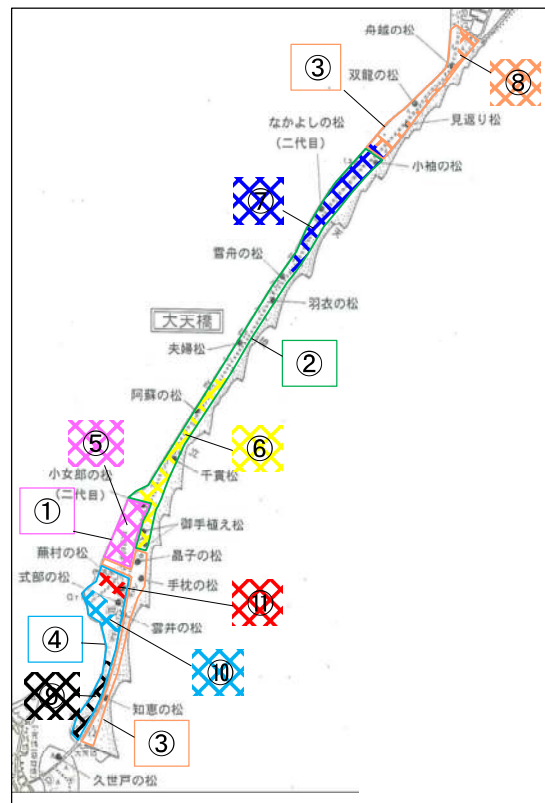 舟越の松
③
⑧
双龍の松
なかよしの松
(二代目)
見返り松
小袖の松
⑦
雪舟の松
羽衣の松
大天橋
夫婦松
②
阿蘇の松
⑤
⑥
千貫松
小女郎の松
(二代目)
①
御手植え松
蕪村の松
晶子の松
式部の松
手枕の松
⑪
雲井の松
④
⑩
⑨
知恵の松
③
久世戸の松